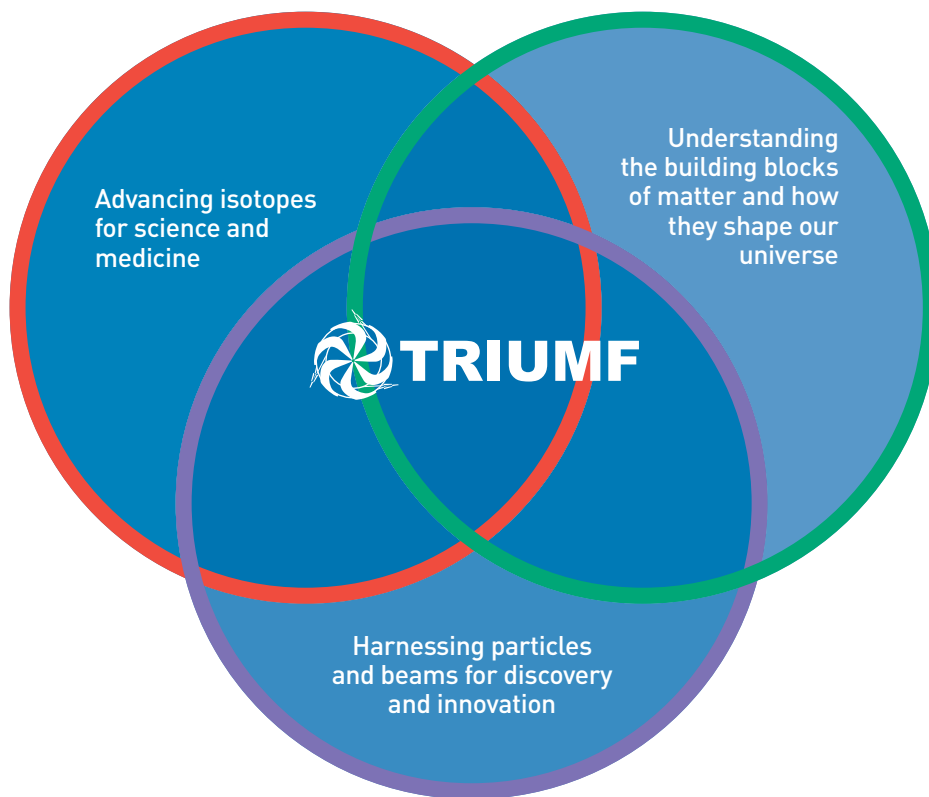 Advancing isotopes
for science and
medicine
Understanding
the building blocks
of matter and how
they shape our
universe
TRIUMF
Harnessing particles
and beams for discovery
and innovation